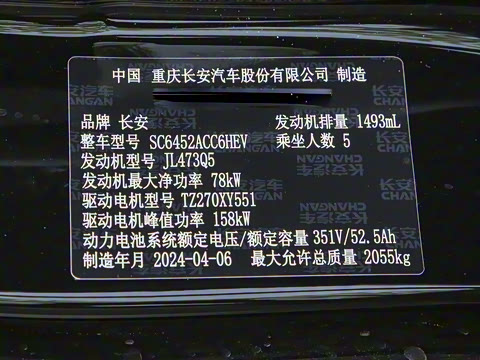 中国 重庆长安汽车股份有限公司 制造
品牌 长安 发动机排量 1493mL
整车型号 SC6452ACC6HEV 乘坐人数 5
发动机型号 JL473Q5
发动机最大净功率 78kW
驱动电机型号 TZ270XY551
驱动电机峰值功率 158kW
动力电池系统额定电压/额定容量 351V/52.5Ah
制造年月 2024-04-06 最大允许总质量 2055kg